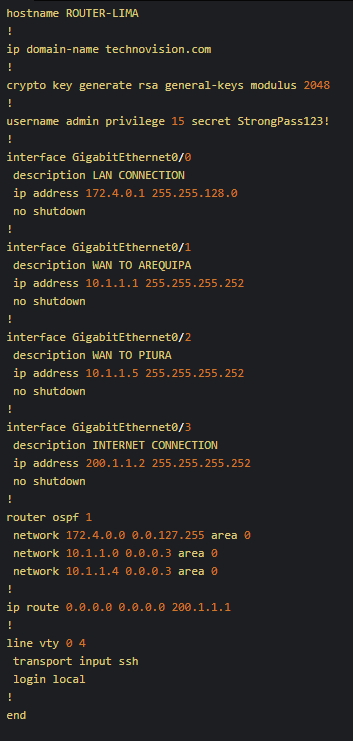 hostname ROUTER-LIMA
!
ip domain-name technovision.com
!
crypto key generate rsa general-keys modulus 2048
!
username admin privilege 15 secret StrongPass123!
!
interface GigabitEthernet0/0
 description LAN CONNECTION
 ip address 172.4.0.1 255.255.128.0
 no shutdown
!
interface GigabitEthernet0/1
 description WAN TO AREQUIPA
 ip address 10.1.1.1 255.255.255.252
 no shutdown
!
interface GigabitEthernet0/2
 description WAN TO PIURA
 ip address 10.1.1.5 255.255.255.252
 no shutdown
!
interface GigabitEthernet0/3
 description INTERNET CONNECTION
 ip address 200.1.1.2 255.255.255.252
 no shutdown
!
router ospf 1
 network 172.4.0.0 0.0.127.255 area 0
 network 10.1.1.0 0.0.0.3 area 0
 network 10.1.1.4 0.0.0.3 area 0
!
ip route 0.0.0.0 0.0.0.0 200.1.1.1
!
line vty 0 4
 transport input ssh
 login local
!
end